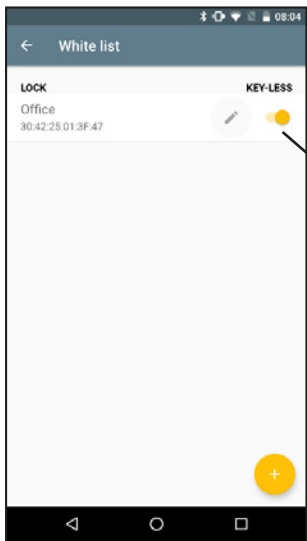 08:04
White list
LOCK KEY-LESS
Office
30:42:25:01:3F:47